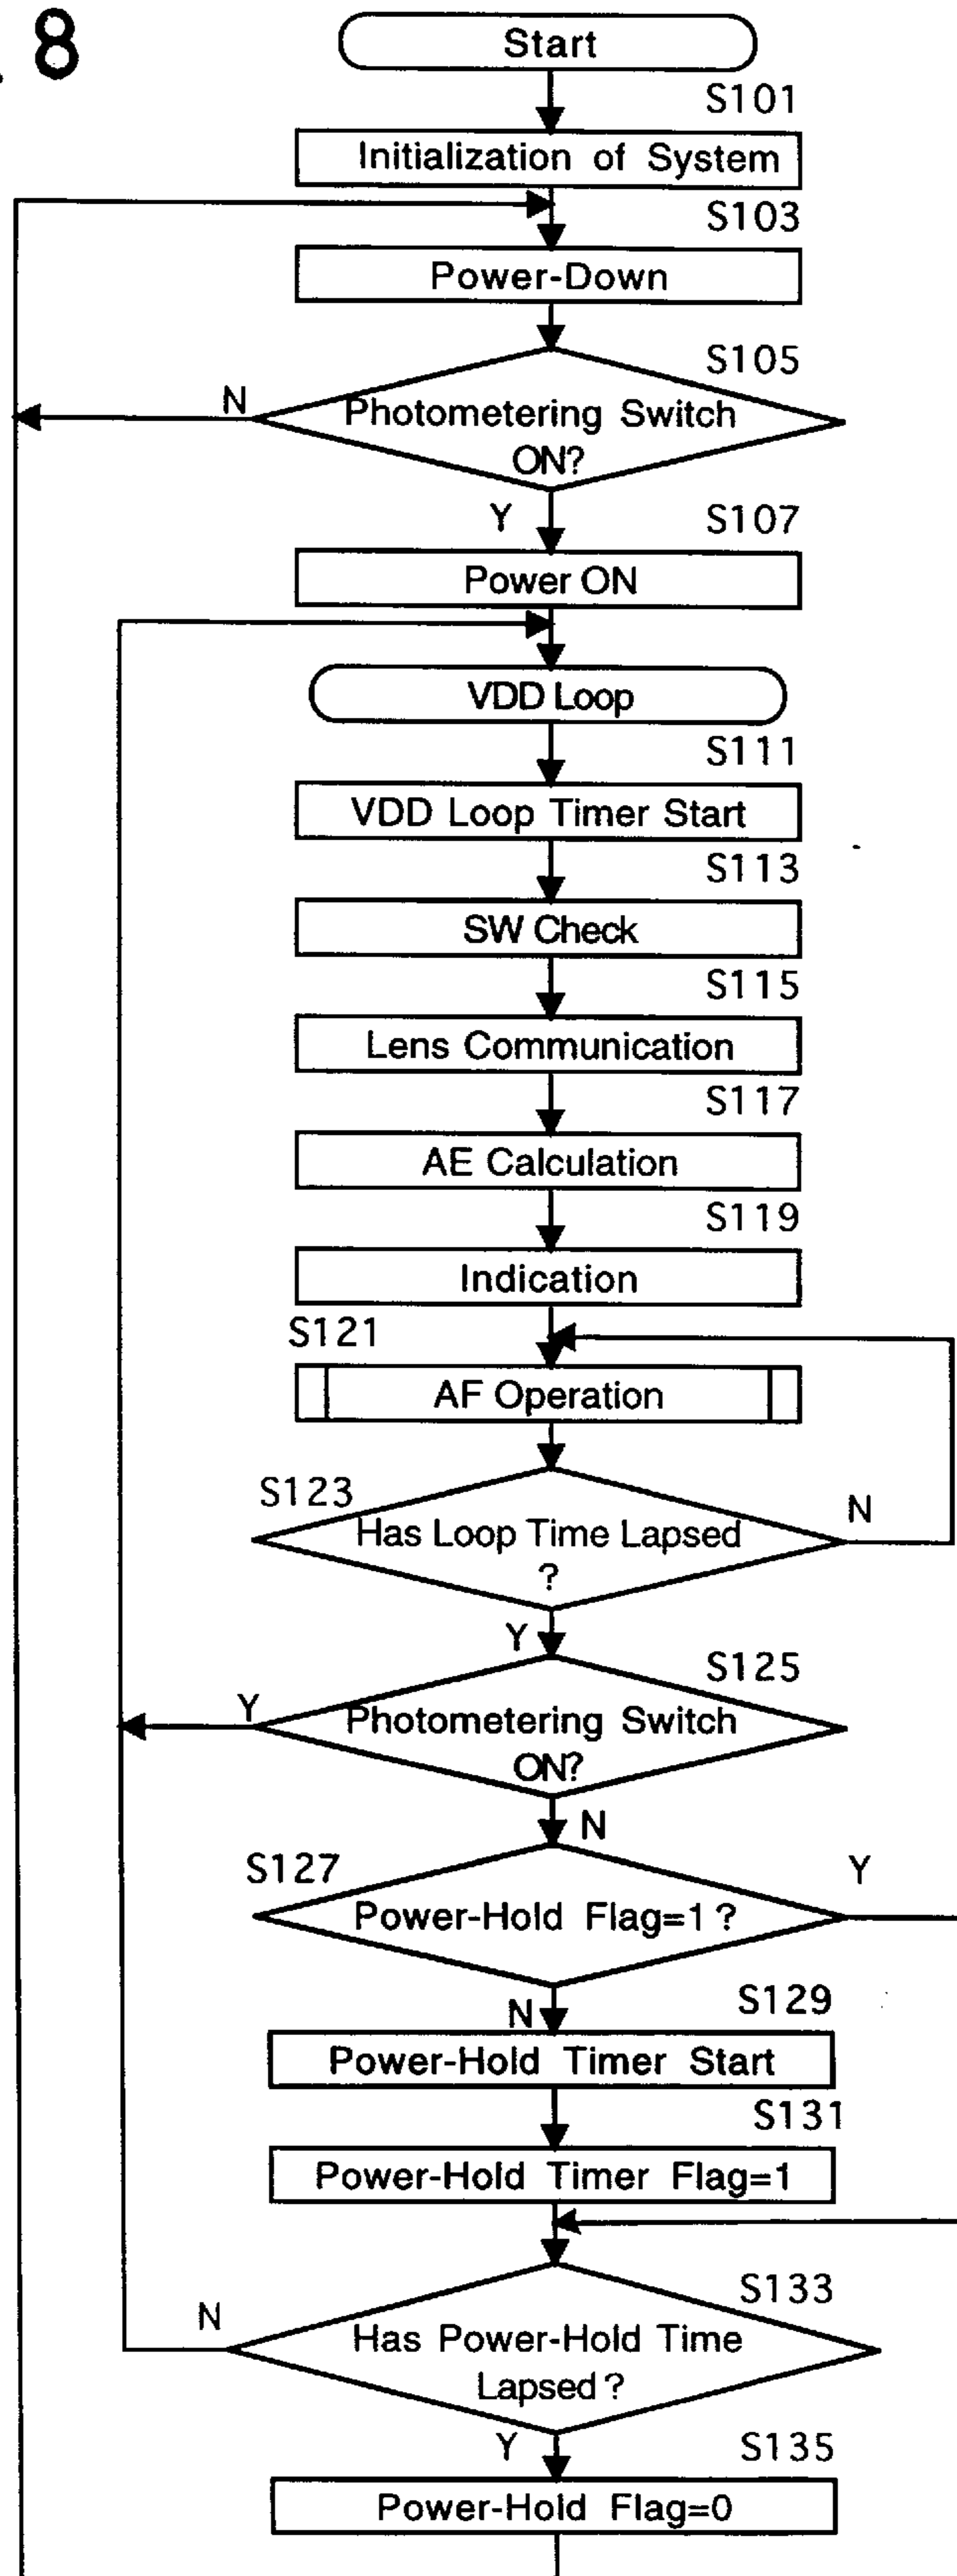 . 8
Start
S101
Initialization of System
S103
Power-Down
S105
N
Photometering Switch
ON?
Y
S107
Power ON
VDD Loop
S111
VDD Loop Timer Start
S113
SW Check
S115
Lens Communication
S117
AE Calculation
S119
Indication
S121
AF Operation
S123
N
Has Loop Time Lapsed
?
Y
S125
Y
Photometering Switch
ON?
N
S127
Y
Power-Hold Flag=1?
N
S129
Power-Hold Timer Start
S131
Power-Hold Timer Flag=1
S133
N
Has Power-Hold Time
Lapsed?
Y
S135
Power-Hold Flag=0